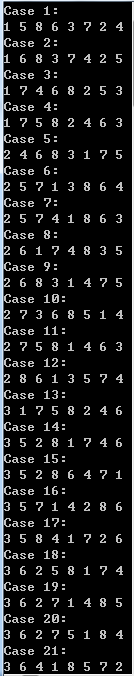 Case 1:
1 5 8 6 3 7 2 4
Case 2:
1 6 8 3 7 4 2 5
Case 3:
1 7 4 6 8 2 5 3
Case 4:
1 7 5 8 2 4 6 3
Case 5:
2 4 6 8 3 1 7 5
Case 6:
2 5 7 1 3 8 6 4
Case 7:
2 5 7 4 1 8 6 3
Case 8:
2 6 1 7 4 8 3 5
Case 9:
2 6 8 3 1 4 7 5
Case 10:
2 7 3 6 8 5 1 4
Case 11:
2 7 5 8 1 4 6 3
Case 12:
2 8 6 1 3 5 7 4
Case 13:
3 1 7 5 8 2 4 6
Case 14:
3 5 2 8 1 7 4 6
Case 15:
3 5 2 8 6 4 7 1
Case 16:
3 5 7 1 4 2 8 6
Case 17:
3 5 8 4 1 7 2 6
Case 18:
3 6 2 5 8 1 7 4
Case 19:
3 6 2 7 1 4 8 5
Case 20:
3 6 2 7 5 1 8 4
Case 21:
3 6 4 1 8 5 7 2